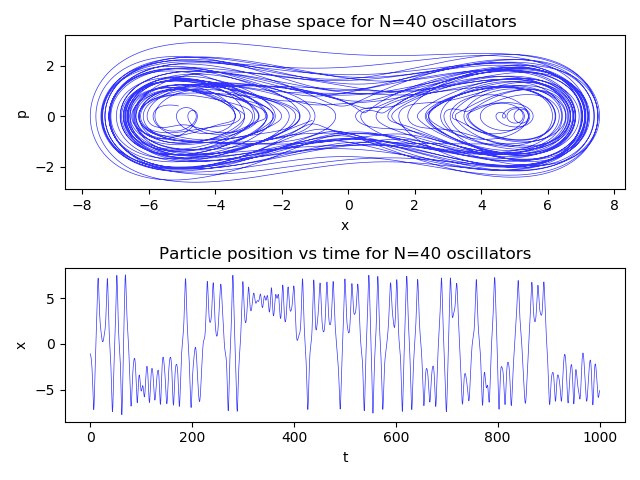 Particle phase space for N=40 oscillators
2
0
−2
p
−8 −6 −4 −2 0 2 4 6 8
x
Particle position vs time for N=40 oscillators
5
0
−5
x
0 200 400 600 800 1000
t